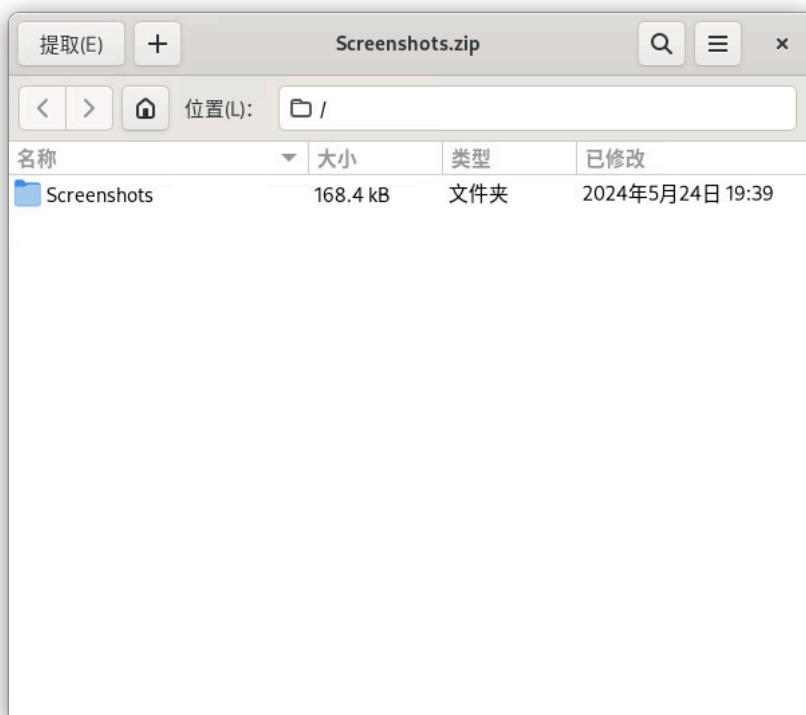 提取(E) Screenshots.zip
位置(L): /
名称 大小 类型 已修改
Screenshots 168.4 kB 文件夹 2024年5月24日 19:39